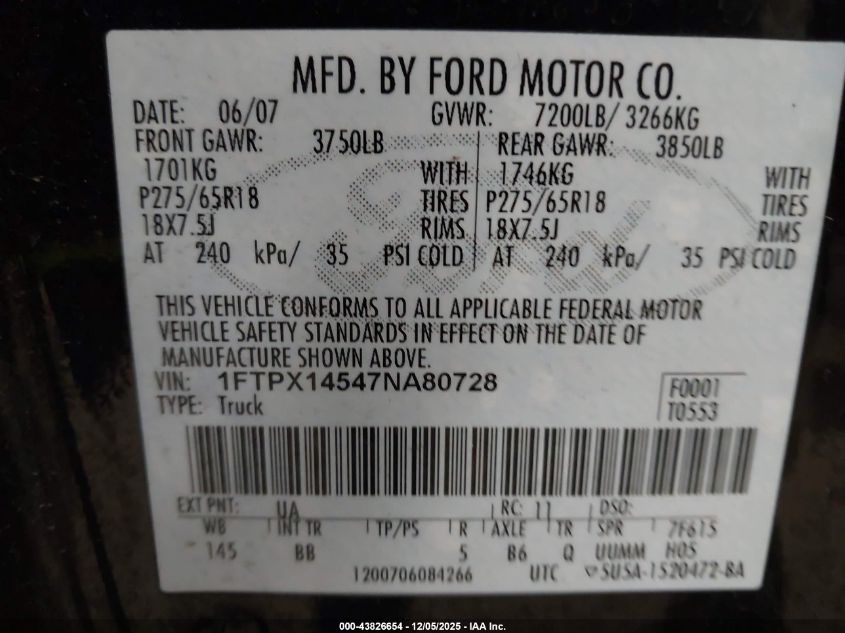 MFD. BY FORD MOTOR CO.
DATE: 06/07 GVWR: 7200LB/ 3266KG
FRONT GAWR: 3750LB REAR GAWR: 3850LB
1701KG WITH 1746KG WITH
P275/65R18 TIRES P275/65R18 TIRES
18X7.5J RIMS 18X7.5J RIMS
AT 240 kPa/ 35 PSI COLD AT 240 kPa/ 35 PSI COLD
Ford
THIS VEHICLE CONFORMS TO ALL APPLICABLE FEDERAL MOTOR
VEHICLE SAFETY STANDARDS IN EFFECT ON THE DATE OF
MANUFACTURE SHOWN ABOVE.
VIN: 1FTPX14547NA80728
F0001
TYPE: Truck
T0553
EXT PNT: UA RC: 11 DSO:
WB INT TR TP/PS R AXLE TR SPR 7F615
145 BB 5 B6 Q UUMM H05
1200706084266 UTC 5U5A-1520472-BA
000-43826654 - 12/05/2025 - IAA Inc.